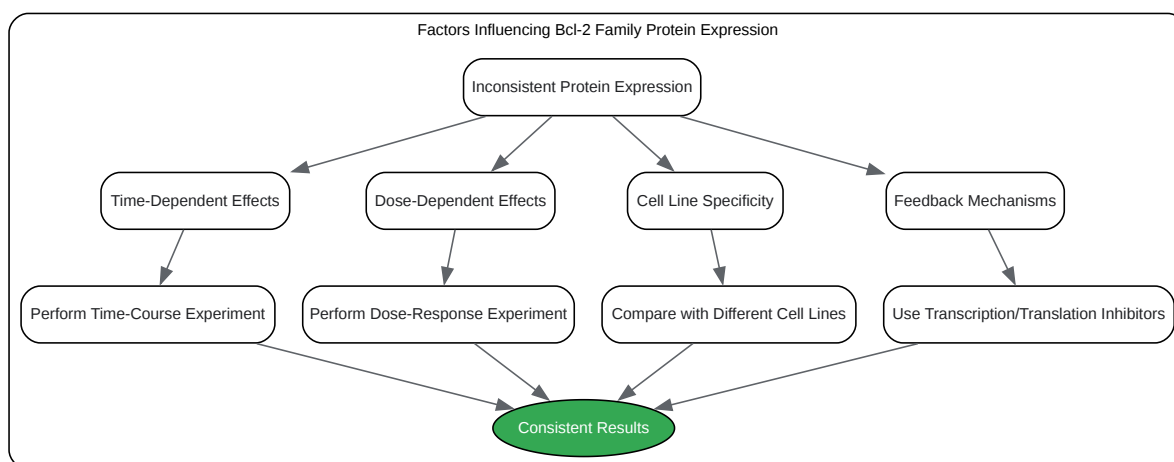 Factors Influencing Bcl-2 Family Protein Expression
Inconsistent Protein Expression
Time-Dependent Effects
Dose-Dependent Effects
Cell Line Specificity
Feedback Mechanisms
Perform Time-Course Experiment
Perform Dose-Response Experiment
Compare with Different Cell Lines
Use Transcription/Translation Inhibitors
Consistent Results